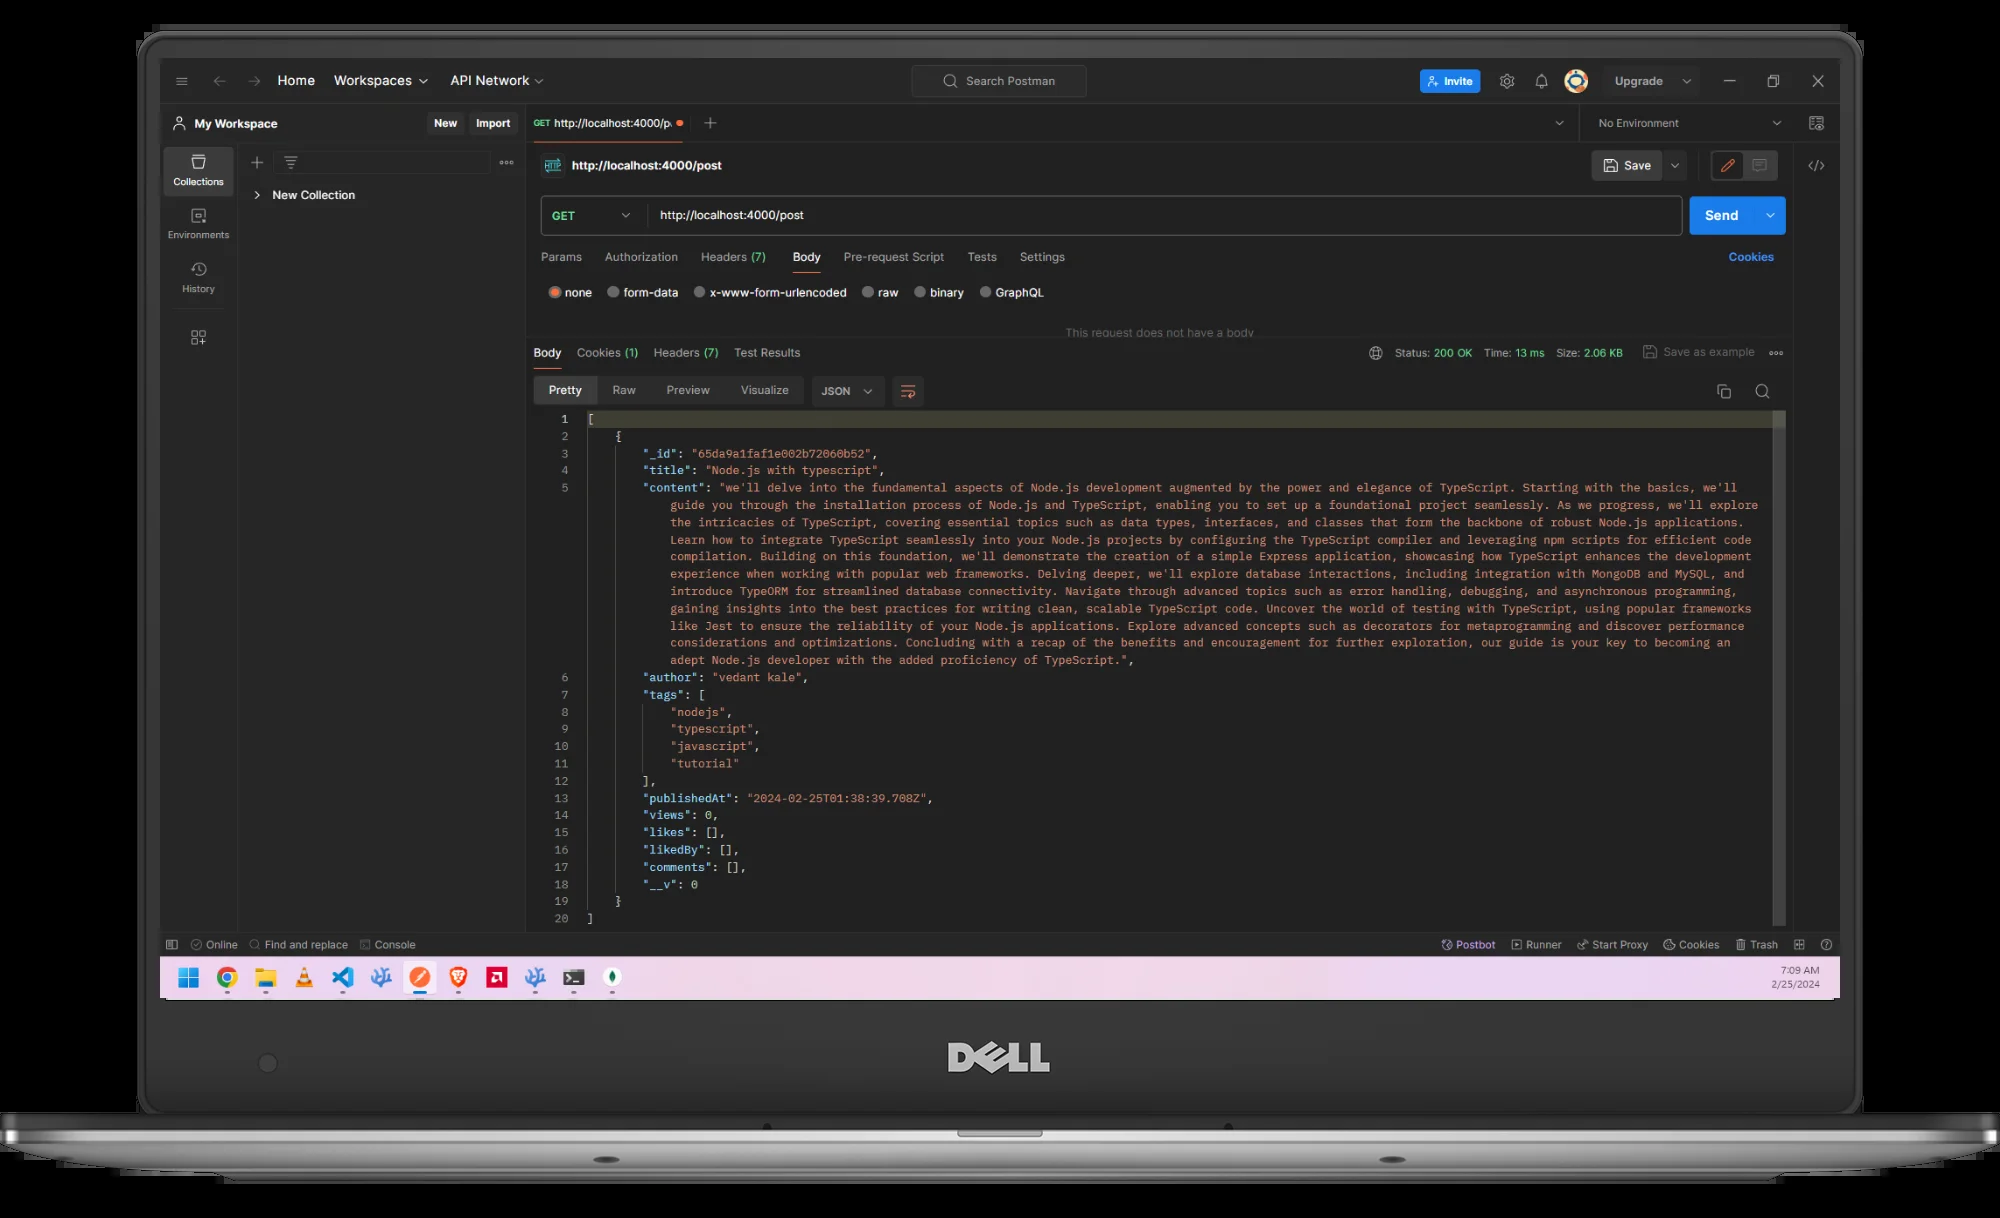 Home Workspaces API Network Search Postman Invite Upgrade
My Workspace New Import GET http://localhost:4000/p No Environment
Collections
New Collection
Environments
History
HTTP http://localhost:4000/post Save
GET http://localhost:4000/post Send
Params Authorization Headers (7) Body Pre-request Script Tests Settings Cookies
none form-data x-www-form-urlencoded raw binary GraphQL
This request does not have a body
Body Cookies (1) Headers (7) Test Results Status: 200 OK Time: 13 ms Size: 2.06 KB Save as example
Pretty Raw Preview Visualize JSON
1 [
2 {
3 "_id": "65da9a1faf1e002b72060b52",
4 "title": "Node.js with typescript",
5 "content": "we'll delve into the fundamental aspects of Node.js development augmented by the power and elegance of TypeScript. Starting with the basics, we'll
guide you through the installation process of Node.js and TypeScript, enabling you to set up a foundational project seamlessly. As we progress, we'll explore
the intricacies of TypeScript, covering essential topics such as data types, interfaces, and classes that form the backbone of robust Node.js applications.
Learn how to integrate TypeScript seamlessly into your Node.js projects by configuring the TypeScript compiler and leveraging npm scripts for efficient code
compilation. Building on this foundation, we'll demonstrate the creation of a simple Express application, showcasing how TypeScript enhances the development
experience when working with popular web frameworks. Delving deeper, we'll explore database interactions, including integration with MongoDB and MySQL, and
introduce TypeORM for streamlined database connectivity. Navigate through advanced topics such as error handling, debugging, and asynchronous programming,
gaining insights into the best practices for writing clean, scalable TypeScript code. Uncover the world of testing with TypeScript, using popular frameworks
like Jest to ensure the reliability of your Node.js applications. Explore advanced concepts such as decorators for metaprogramming and discover performance
considerations and optimizations. Concluding with a recap of the benefits and encouragement for further exploration, our guide is your key to becoming an
adept Node.js developer with the added proficiency of TypeScript.",
6 "author": "vedant kale",
7 "tags": [
8 "nodejs",
9 "typescript",
10 "javascript",
11 "tutorial"
12 ],
13 "publishedAt": "2024-02-25T01:38:39.708Z",
14 "views": 0,
15 "likes": [],
16 "likedBy": [],
17 "comments": [],
18 "__v": 0
19 }
20 ]
Online Find and replace Console Postbot Runner Start Proxy Cookies Trash
7:09 AM
2/25/2024
DELL